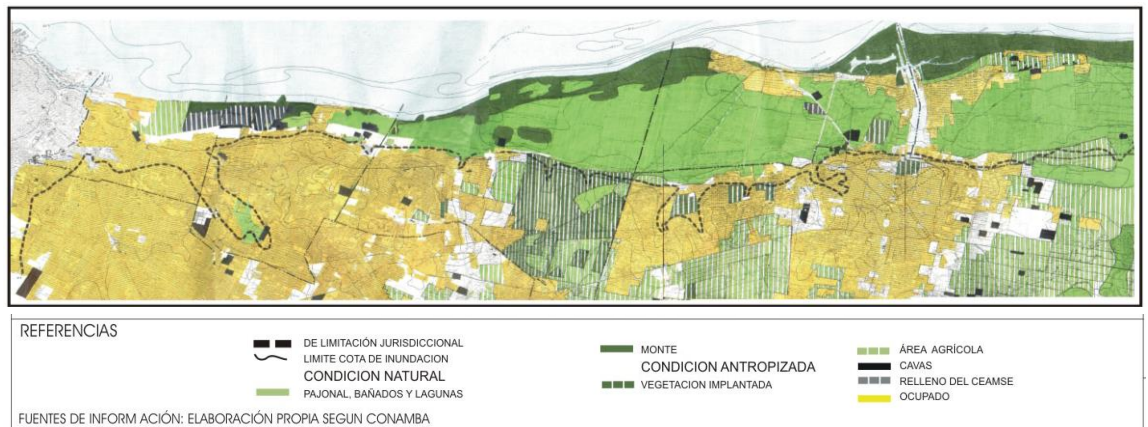 REFERENCIAS
DE LIMITACIÓN JURISDICCIONAL
LIMITE COTA DE INUNDACION
CONDICION NATURAL
PAJONAL, BAÑADOS Y LAGUNAS
MONTE
CONDICION ANTROPIZADA
VEGETACION IMPLANTADA
ÁREA AGRÍCOLA
CAVAS
RELLENO DEL CEAMSE
OCUPADO
FUENTES DE INFORM ACIÓN: ELABORACIÓN PROPIA SEGUN CONAMBA